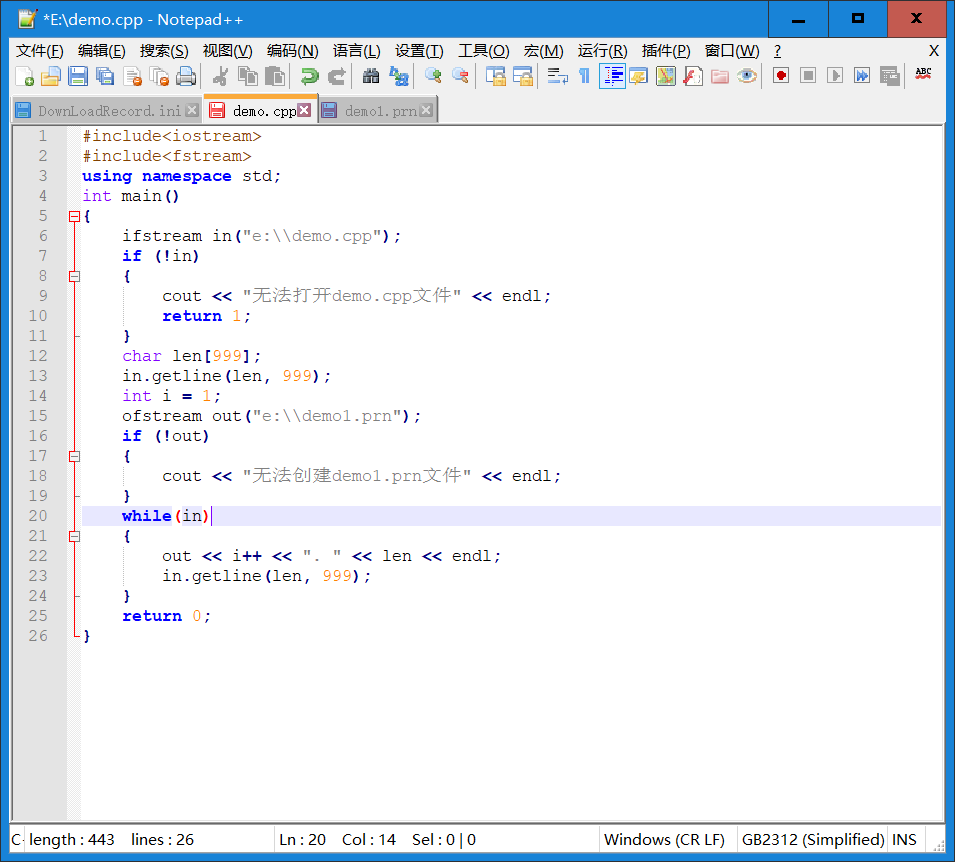 *E:\demo.cpp - Notepad++
文件(F) 编辑(E) 搜索(S) 视图(V) 编码(N) 语言(L) 设置(T) 工具(O) 宏(M) 运行(R) 插件(P) 窗口(W) ? X
ABC
DownLoadRecord.ini demo.cpp demo1.prn
1 #include<iostream>
2 #include<fstream>
3 using namespace std;
4 int main()
5 {
6 ifstream in("e:\\demo.cpp");
7 if (!in)
8 {
9 cout << "无法打开demo.cpp文件" << endl;
10 return 1;
11 }
12 char len[999];
13 in.getline(len, 999);
14 int i = 1;
15 ofstream out("e:\\demo1.prn");
16 if (!out)
17 {
18 cout << "无法创建demo1.prn文件" << endl;
19 }
20 while(in)
21 {
22 out << i++ << ". " << len << endl;
23 in.getline(len, 999);
24 }
25 return 0;
26 }
C- length : 443 lines : 26 Ln : 20 Col : 14 Sel : 0 | 0 Windows (CR LF) GB2312 (Simplified) INS